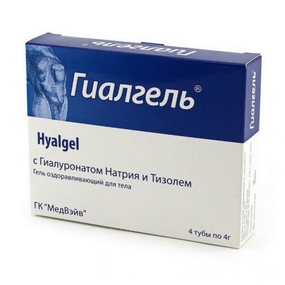 Гиалгель®
Hyalgel
с Гиалуронатом Натрия и Тизолем
Гель оздоравливающий для тела
ГК "МедВэйв"
4 тубы по 4г